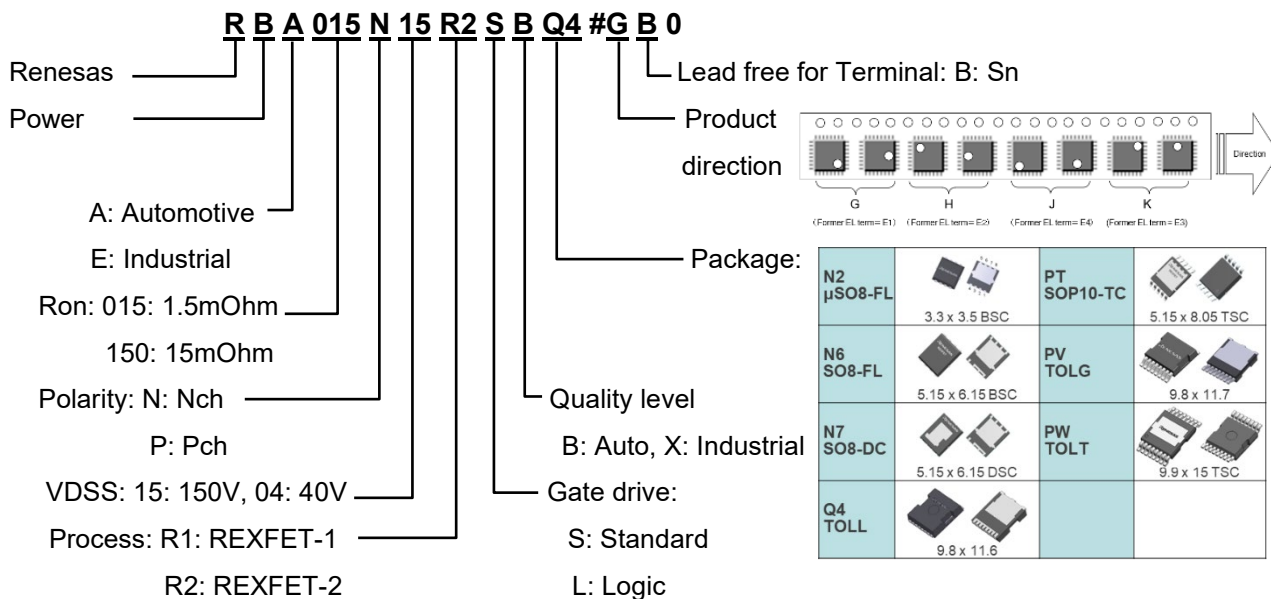 R B A 015 N 15 R2 S B Q4 #G B 0
Renesas
Power
A: Automotive
E: Industrial
Ron: 015: 1.5mOhm
150: 15mOhm
Polarity: N: Nch
P: Pch
VDSS: 15: 150V, 04: 40V
Process: R1: REXFET-1
R2: REXFET-2
Lead free for Terminal: B: Sn
Product
direction
Direction
G
H
J
K
(Former EL term= E1)
(Former EL term= E2)
(Former EL term= E4)
(Former EL term = E3)
Package:
Quality level
B: Auto, X: Industrial
Gate drive:
S: Standard
L: Logic
N2
µSO8-FL
3.3 x 3.5 BSC
PT
SOP10-TC
5.15 x 8.05 TSC
N6
SO8-FL
5.15 x 6.15 BSC
PV
TOLG
9.8 x 11.7
N7
SO8-DC
5.15 x 6.15 DSC
PW
TOLT
9.9 x 15 TSC
Q4
TOLL
9.8 x 11.6